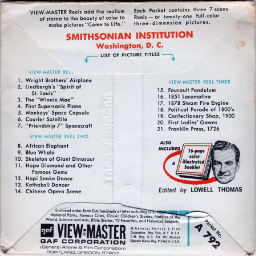 VIEW-MASTER Reels add the realism
of stereo to the beauty of color to
make pictures "Come to Life."
Each Packet contains three 7-scene
Reels — or twenty-one full-color
three-dimension pictures.
SMITHSONIAN INSTITUTION
Washington, D. C.
LIST OF PICTURE TITLES
VIEW-MASTER REEL
1. Wright Brothers' Airplane
2. Lindbergh's "Spirit of
St. Louis"
3. The "Winnie Mae"
4. First Supersonic Plane
5. Monkeys' Space Capsule
6. Courier Satellite
7. "Friendship 7" Spacecraft
VIEW-MASTER REEL TWO
8. African Elephant
9. Blue Whale
10. Skeleton of Giant Dinosaur
11. Hope Diamond and Other
Famous Gems
12. Hopi Snake Dance
13. Kathakali Dancer
14. Chinese Opera Scene
VIEW-MASTER REEL THREE
15. Foucault Pendulum
16. 1851 Locomotive
17. 1878 Steam Fire Engine
18. Political Parade of 1800's
19. Confectionery Shop, 1900
20. First Ladies' Gowns
21. Franklin Press, 1726
ALSO
INCLUDED
16-page
color
illustrated
booklet
Edited by LOWELL THOMAS
gaf VIEW-MASTER
GAF CORPORATION
PORTLAND, OREGON 97207
A 792